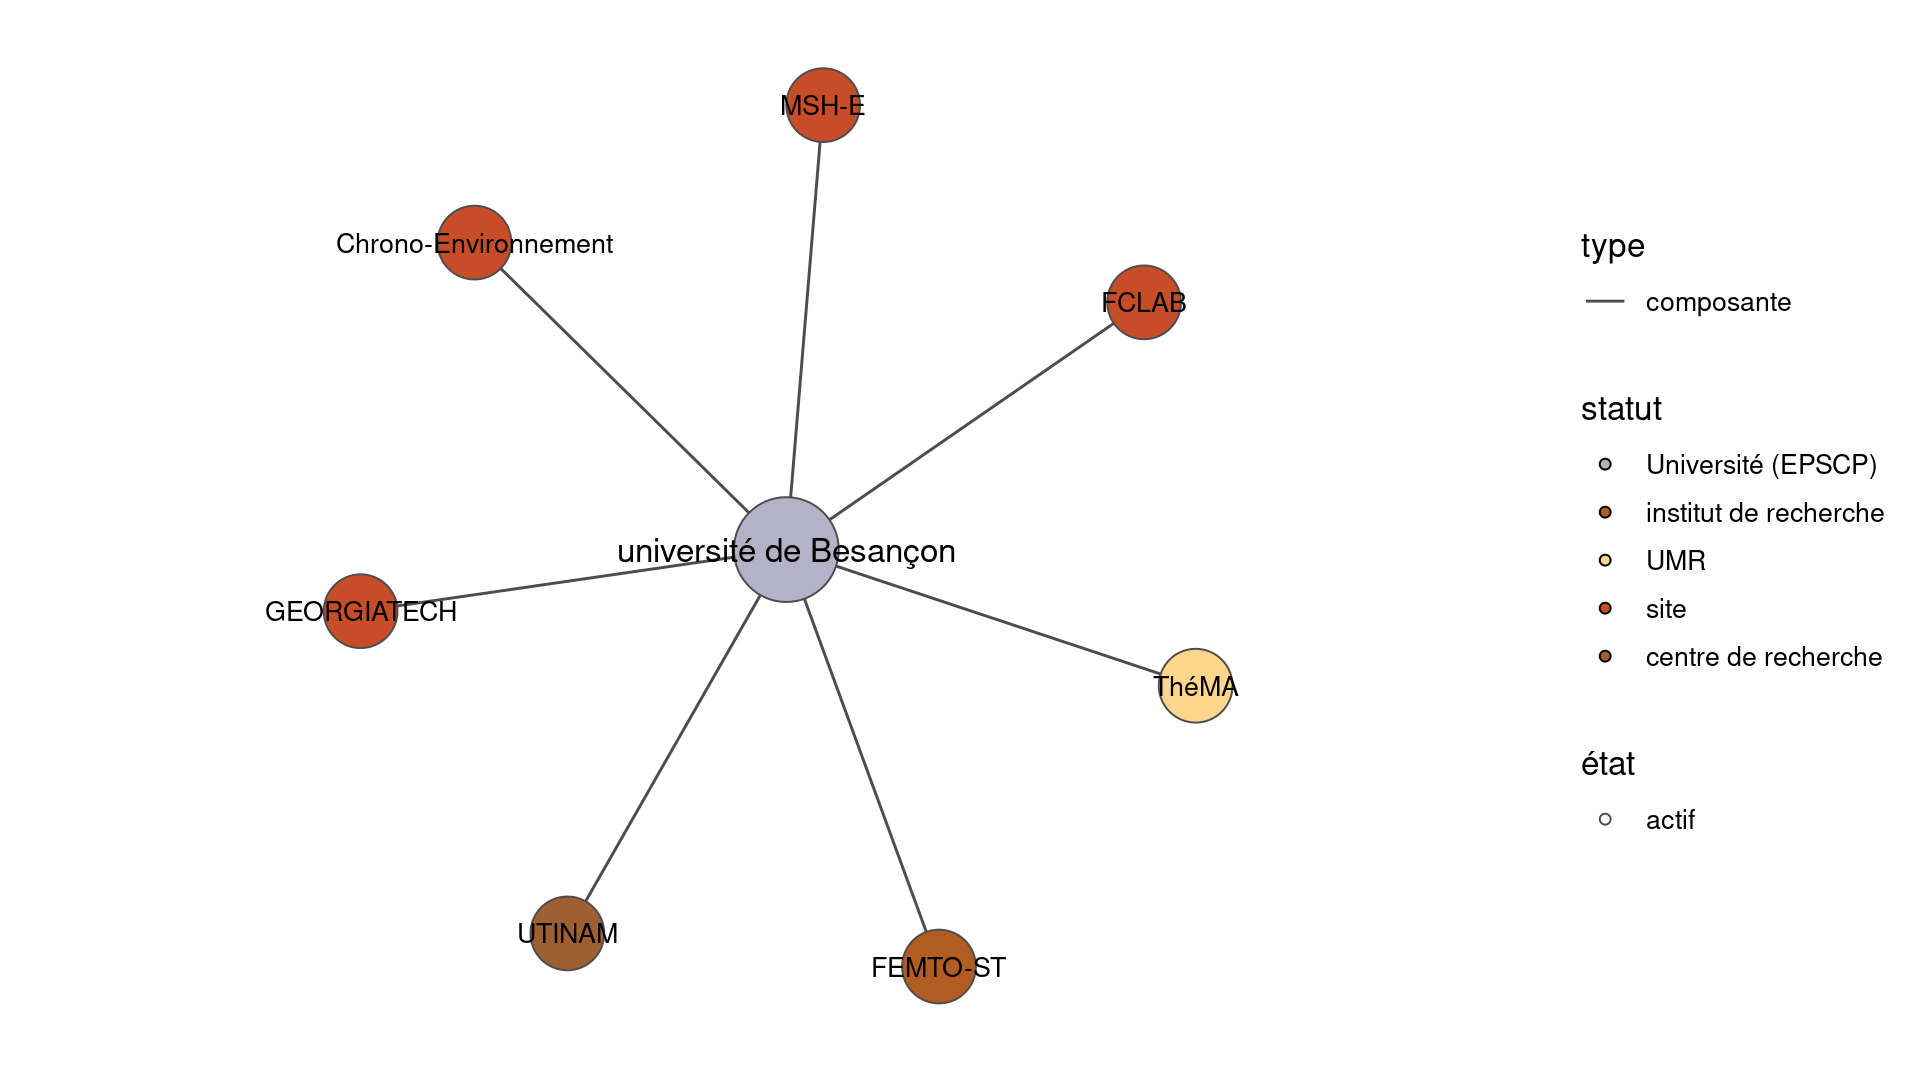 MSH-E
Chrono-Environnement
FCLAB
université de Besançon
GEORGIATECH
ThéMA
UTINAM
FEMTO-ST
type
composante
statut
Université (EPSCP)
institut de recherche
UMR
site
centre de recherche
état
actif